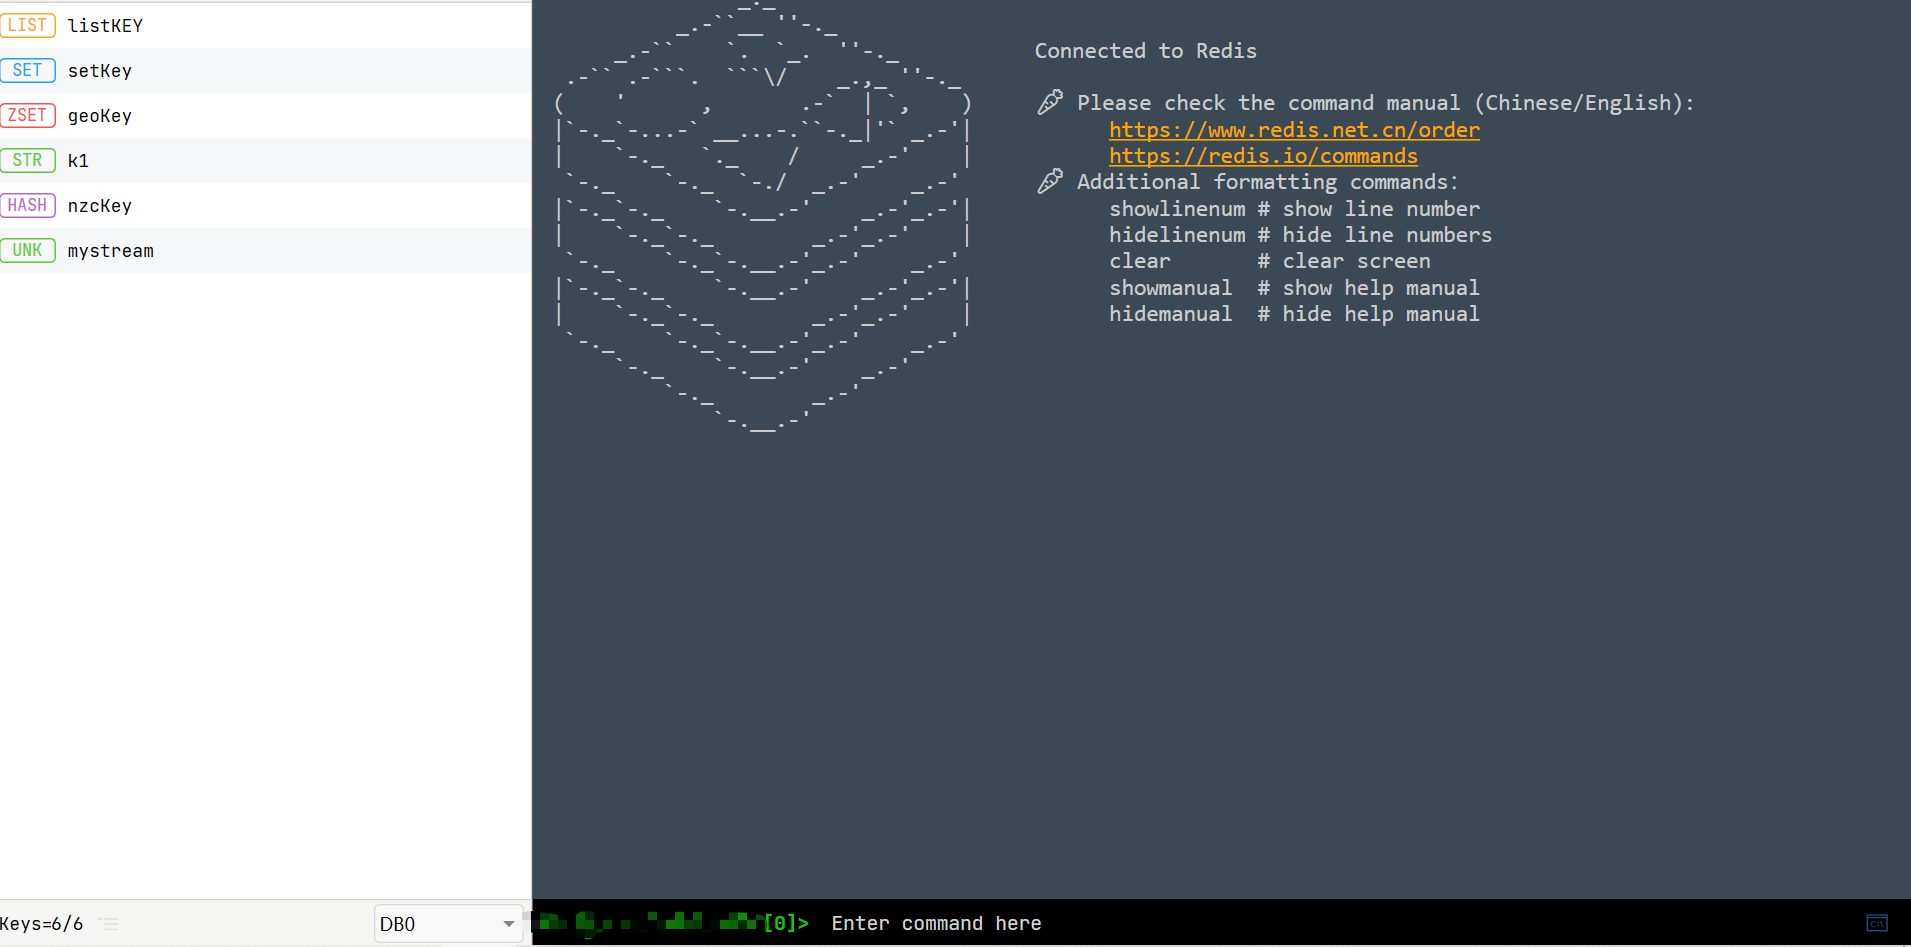 LIST listKEY
SET setKey
ZSET geoKey
STR k1
HASH nzcKey
UNK mystream
Keys=6/6
DB0
Connected to Redis
Please check the command manual (Chinese/English):
https://www.redis.net.cn/order
https://redis.io/commands
Additional formatting commands:
showlinenum # show line number
hidelinenum # hide line numbers
clear # clear screen
showmanual # show help manual
hidemanual # hide help manual
[0]> Enter command here